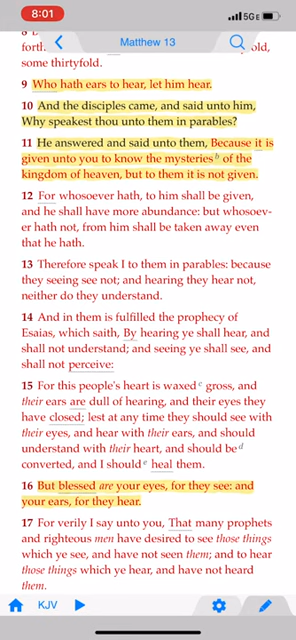 8:01
5GE
Matthew 13
forth.
old,
some thirtyfold.
9 Who hath ears to hear, let him hear.
10 And the disciples came, and said unto him,
Why speakest thou unto them in parables?
11 He answered and said unto them, Because it is
given unto you to know the mysteries h of the
kingdom of heaven, but to them it is not given.
12 For whosoever hath, to him shall be given,
and he shall have more abundance: but whosoev-
er hath not, from him shall be taken away even
that he hath.
13 Therefore speak I to them in parables: because
they seeing see not; and hearing they hear not,
neither do they understand.
14 And in them is fulfilled the prophecy of
Esaias, which saith, By hearing ye shall hear, and
shall not understand; and seeing ye shall see, and
shall not perceive:
15 For this people's heart is waxed c gross, and
their ears are dull of hearing, and their eyes they
have closed; lest at any time they should see with
their eyes, and hear with their ears, and should
understand with their heart, and should be d
converted, and I should e heal them.
16 But blessed are your eyes, for they see: and
your ears, for they hear.
17 For verily I say unto you, That many prophets
and righteous men have desired to see those things
which ye see, and have not seen them; and to hear
those things which ye hear, and have not heard
them.
KJV